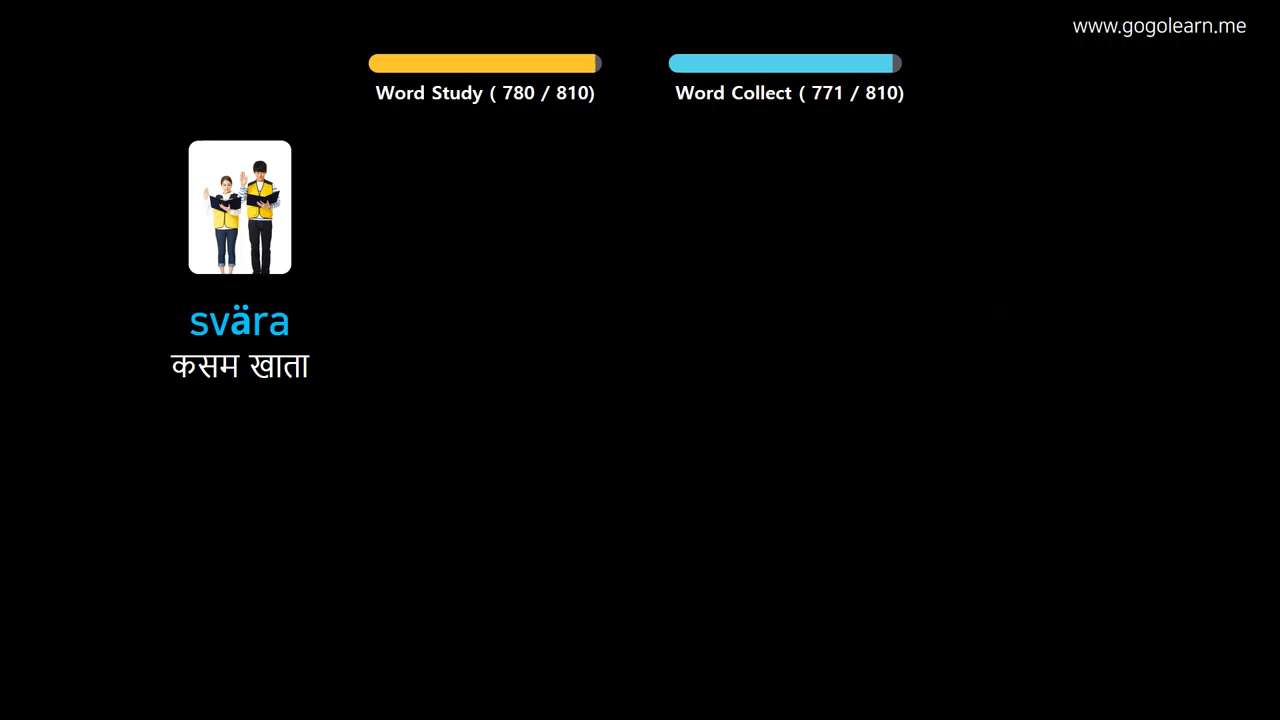 www.gogolearn.me
Word Study ( 780 / 810)
Word Collect ( 771 / 810)
svära
कसम खाता